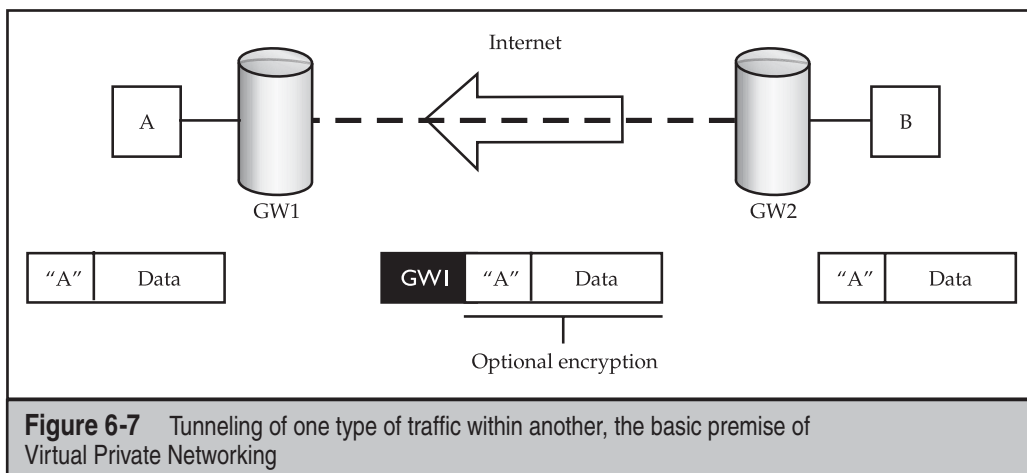 Internet
A
B
GW1
GW2
“A” Data
GW1 “A” Data
“A” Data
Optional encryption
Figure 6-7 Tunneling of one type of traffic within another, the basic premise of
Virtual Private Networking